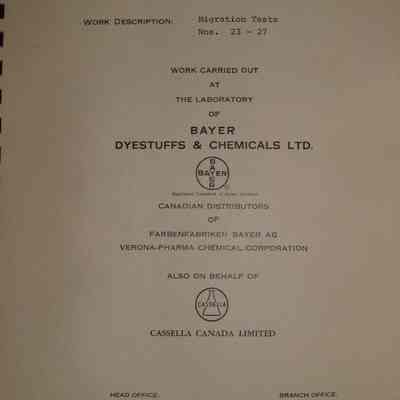 WORK DESCRIPTION: Migration Tests
Nos. 23 - 27
WORK CARRIED OUT
AT
THE LABORATORY
OF
BAYER
DYESTUFFS & CHEMICALS LTD.
BAYER
BAYER
CANADIAN DISTRIBUTORS
OF
FARBENFABRIKEN BAYER AG
VERONA-PHARMA CHEMICAL CORPORATION
ALSO ON BEHALF OF
CASSELLA
CASSELLA CANADA LIMITED
HEAD OFFICE:
BRANCH OFFICE: